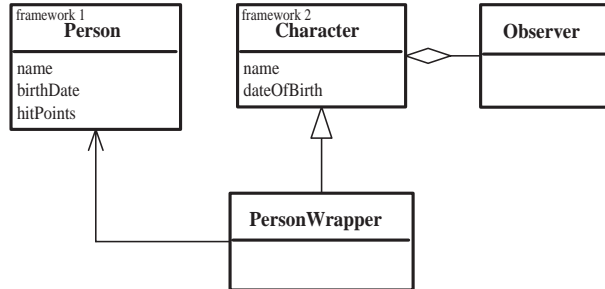 framework 1
Person
name
birthDate
hitPoints
framework 2
Character
name
dateOfBirth
Observer
PersonWrapper